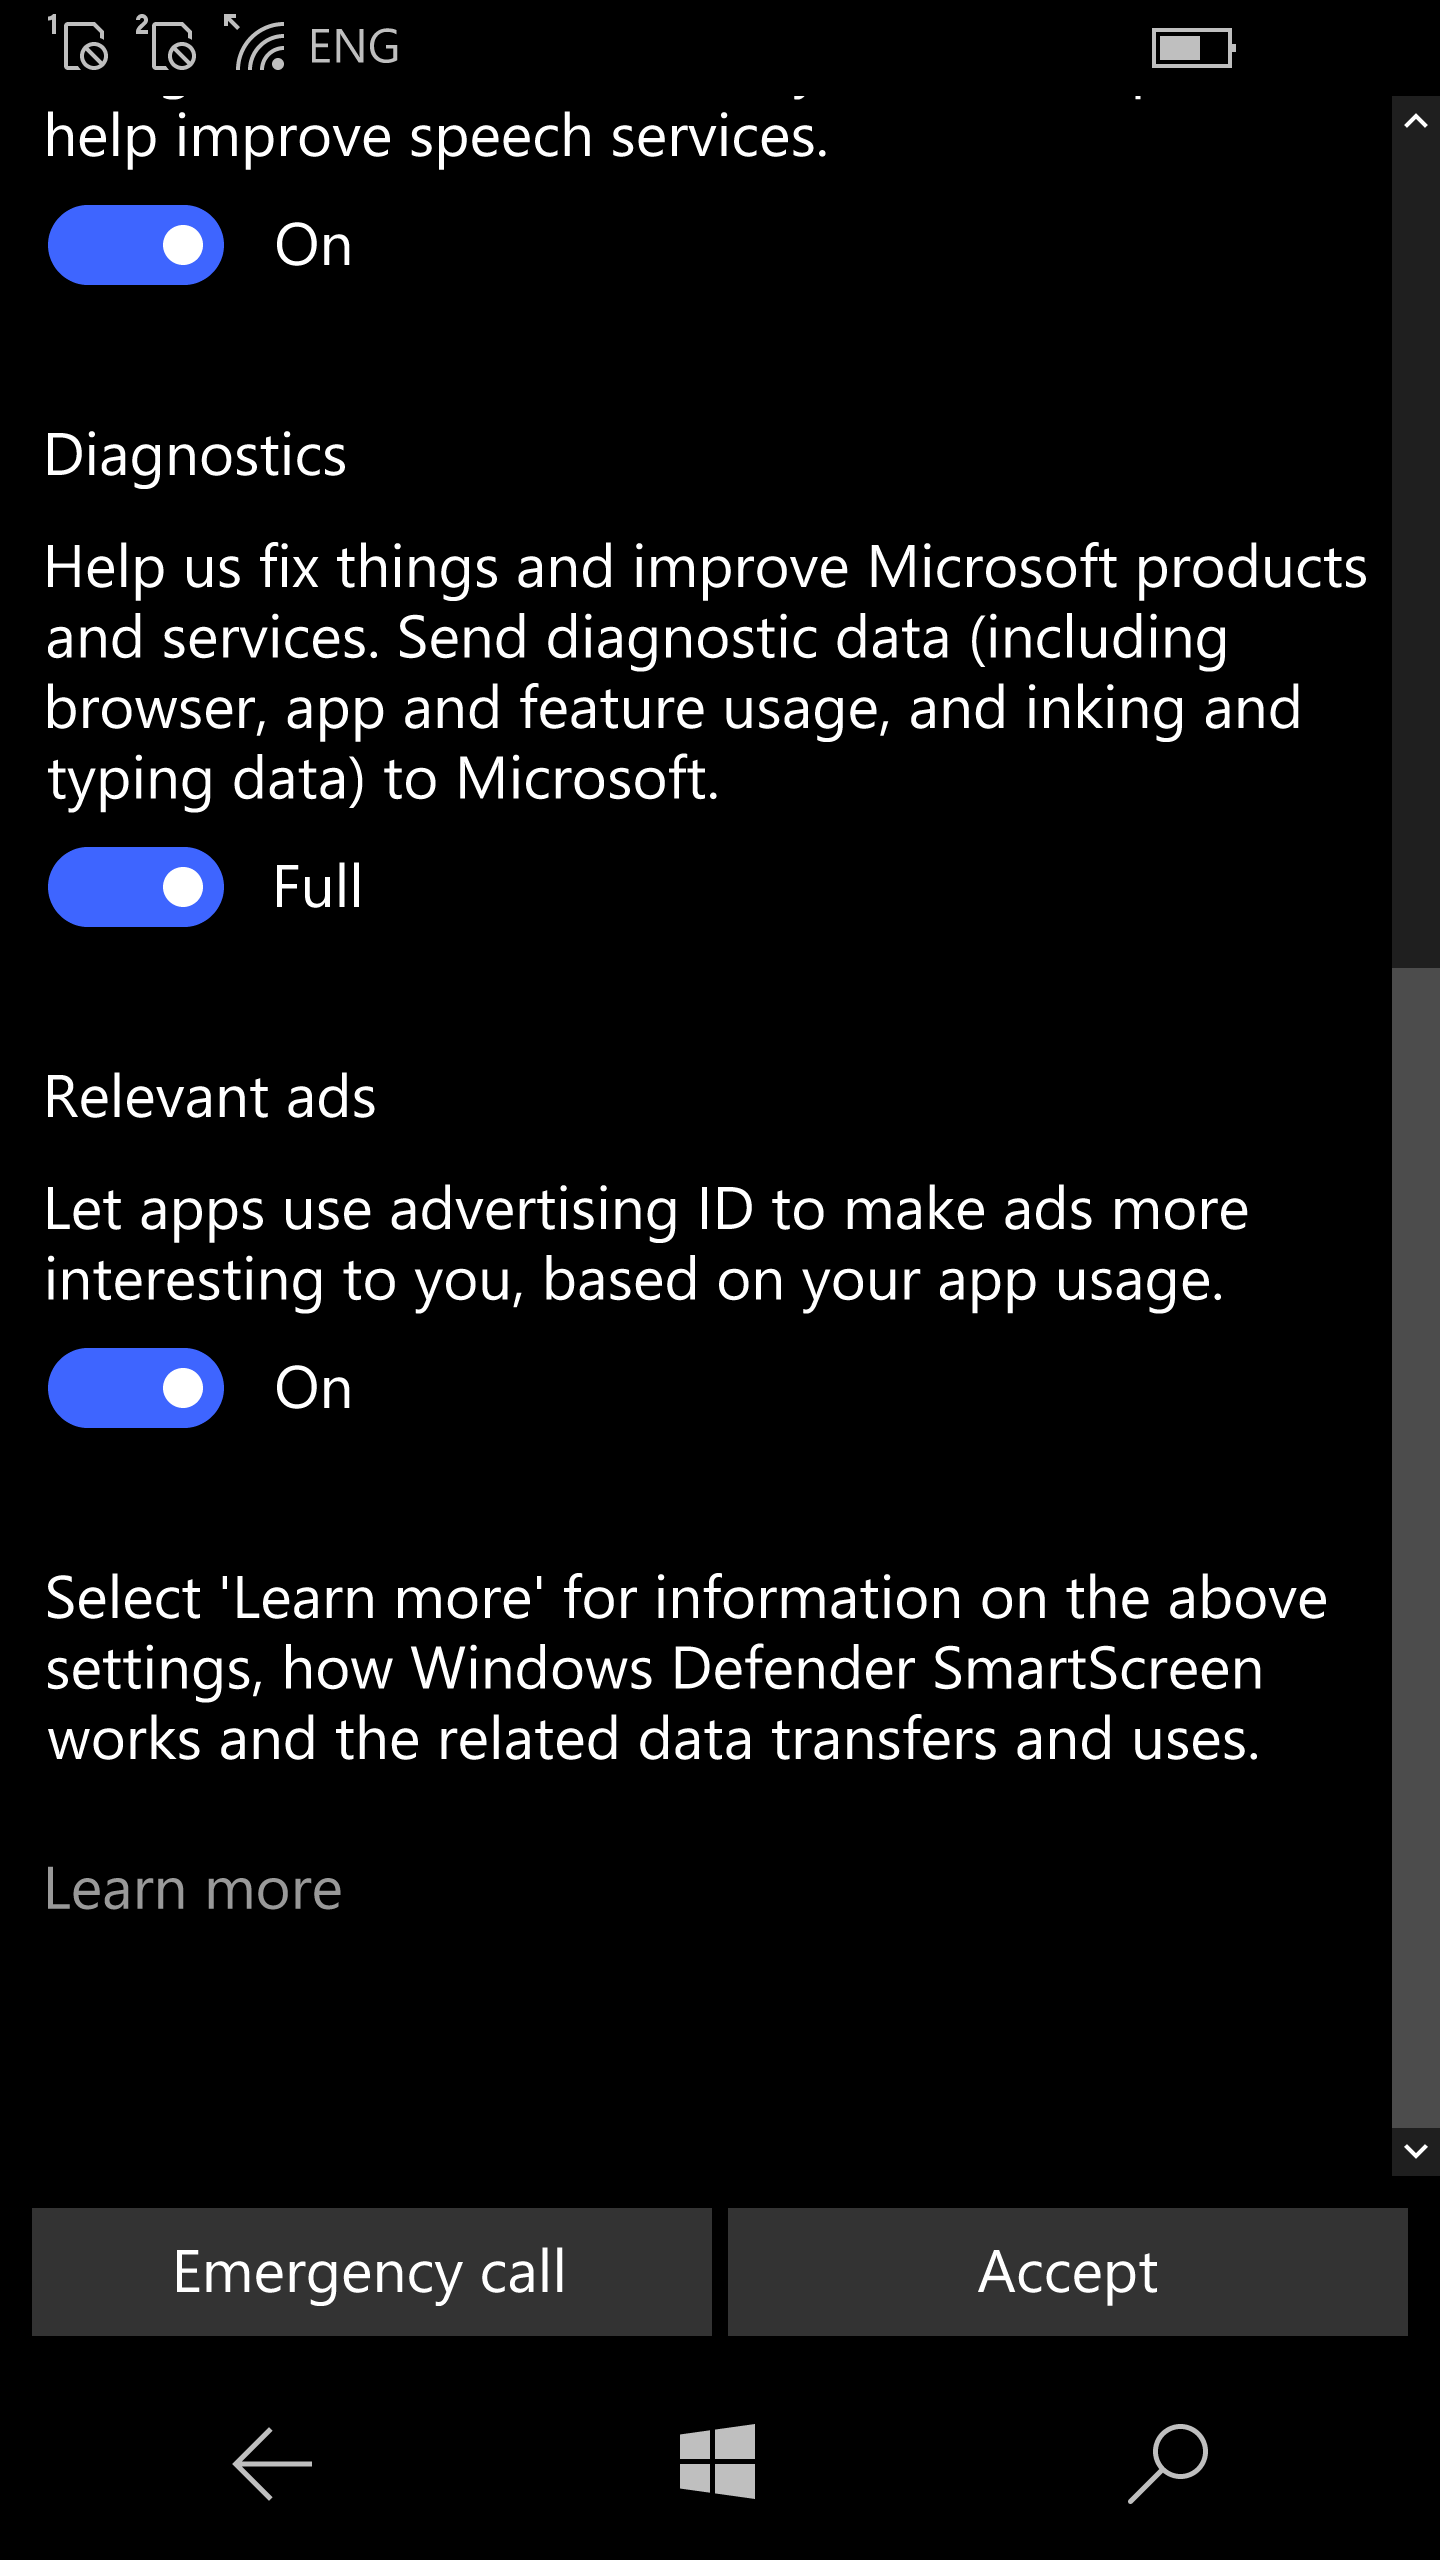 1 2 ENG
help improve speech services.
On
Diagnostics
Help us fix things and improve Microsoft products
and services. Send diagnostic data (including
browser, app and feature usage, and inking and
typing data) to Microsoft.
Full
Relevant ads
Let apps use advertising ID to make ads more
interesting to you, based on your app usage.
On
Select 'Learn more' for information on the above
settings, how Windows Defender SmartScreen
works and the related data transfers and uses.
Learn more
Emergency call
Accept